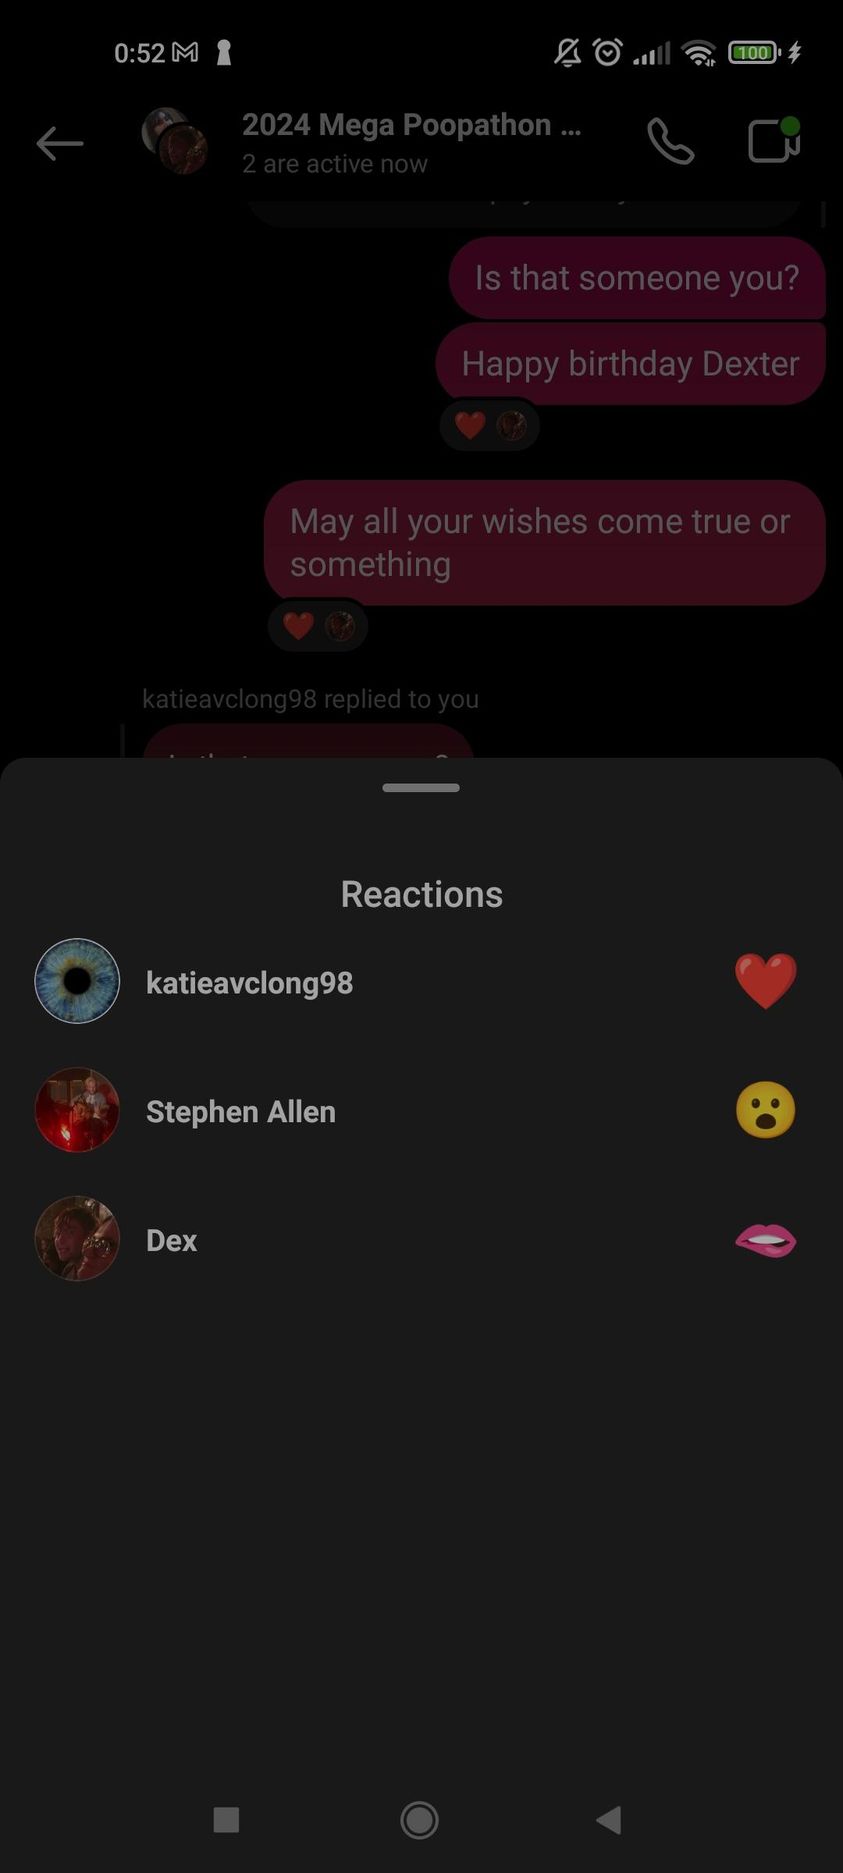 0:52
100
2024 Mega Poopathon ...
2 are active now
Is that someone you?
Happy birthday Dexter
May all your wishes come true or
something
katieavclong98 replied to you
Reactions
katieavclong98
Stephen Allen
Dex